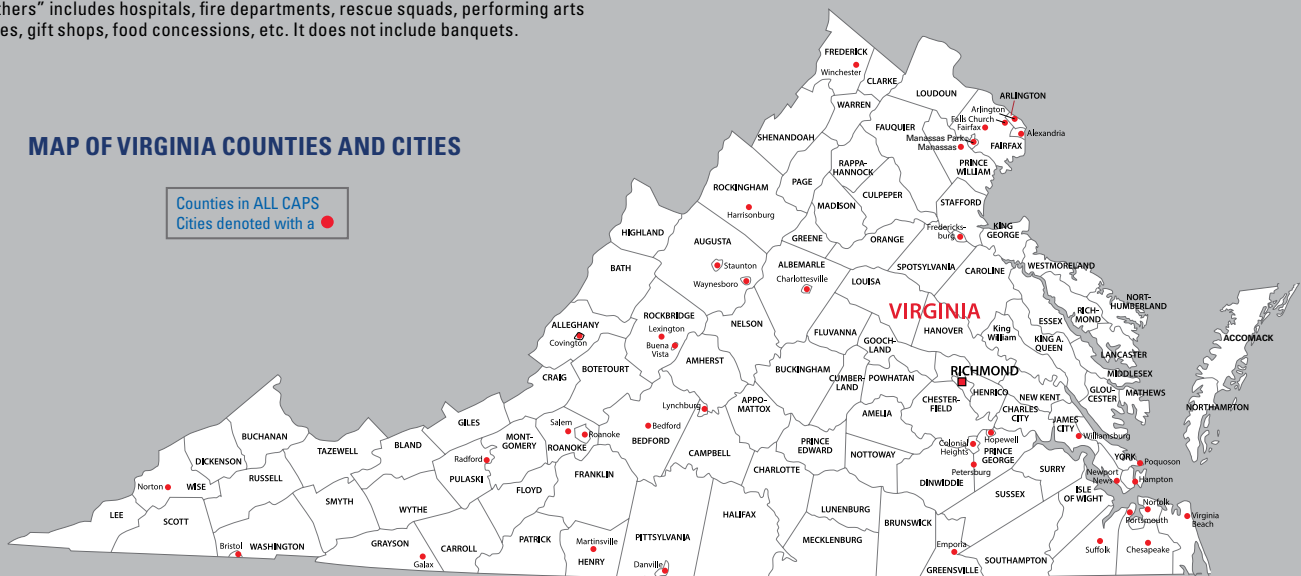 thers” includes hospitals, fire departments, rescue squads, performing arts
es, gift shops, food concessions, etc. It does not include banquets.
MAP OF VIRGINIA COUNTIES AND CITIES
Counties in ALL CAPS
Cities denoted with a
FREDERICK
Winchester
CLARKE
LOUDOUN
ARLINGTON
WARREN
Arlington
Falls Church
Fairfax
Alexandria
FAUQUIER
SHENANDOAH
Manassas Park
Manassas
FAIRFAX
RAPPA-
HANNOCK
PRINCE
WILLIAM
ROCKINGHAM
PAGE
CULPEPER
Harrisonburg
MADISON
STAFFORD
HIGHLAND
AUGUSTA
GREENE
ORANGE
Fredericks-
burg
KING
GEORGE
BATH
Staunton
ALBEMARLE
SPOTSYLVANIA
CAROLINE
WESTMORELAND
Waynesboro
Charlottesville
LOUISA
NORT-
HUMBERLAND
VIRGINIA
RICH-
MOND
ESSEX
ALLEGHANY
Covington
ROCKBRIDGE
Lexington
Buena
Vista
NELSON
FLUVANNA
HANOVER
King
William
KING A.
QUEEN
ACCOMACK
GOOCH-
LAND
LANCASTER
AMHERST
BOTETOURT
CRAIG
BUCKINGHAM
CUMBER-
LAND
POWHATAN
RICHMOND
MIDDLESEX
HENRICO
NEW KENT
GLOU-
CESTER
MATHEWS
NORTHAMPTON
APPO-
MATTOX
Lynchburg
AMELIA
CHESTER-
FIELD
CHARLES
CITY
JAMES
CITY
Williamsburg
GILES
Salem
Roanoke
Bedford
BEDFORD
MONT-
GOMERY
ROANOKE
BUCHANAN
TAZEWELL
BLAND
Radford
PULASKI
CAMPBELL
PRINCE
EDWARD
NOTTOWAY
Colonial
Heights
Hopewell
PRINCE
GEORGE
Petersburg
DINWIDDIE
SURRY
YORK
Poquoson
Newport
News
Hampton
DICKENSON
RUSSELL
Norton
WISE
SMYTH
WYTHE
FLOYD
FRANKLIN
CHARLOTTE
ISLE
OF WIGHT
SUSSEX
LEE
SCOTT
LUNENBURG
Norfolk
Portsmouth
Virginia
Beach
HALIFAX
BRUNSWICK
Bristol
WASHINGTON
GRAYSON
Galax
CARROLL
PATRICK
Martinsville
HENRY
PITTSYLVANIA
Danville
MECKLENBURG
Emporia
GREENSVILLE
SOUTHAMPTON
Suffolk
Chesapeake